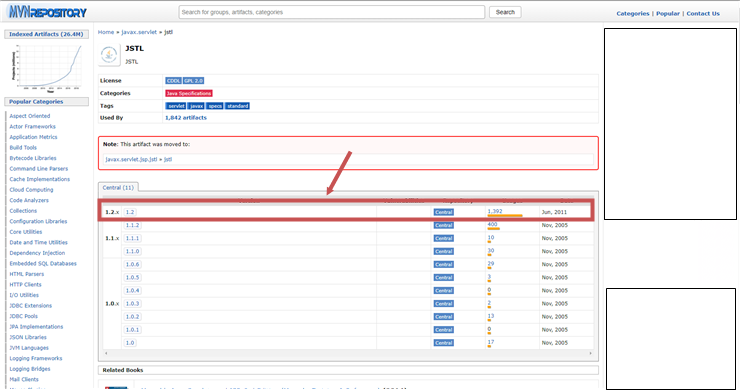 MVNREPOSITORY
Search for groups, artifacts, categories
Search
Categories | Popular | Contact Us
Indexed Artifacts (26.4M)
Popular Categories
Aspect Oriented
Actor Frameworks
Application Metrics
Build Tools
Bytecode Libraries
Command Line Parsers
Cache Implementations
Cloud Computing
Code Analyzers
Collections
Configuration Libraries
Core Utilities
Date and Time Utilities
Dependency Injection
Embedded SQL Databases
HTML Parsers
HTTP Clients
I/O Utilities
JDBC Extensions
JDBC Pools
JPA Implementations
JSON Libraries
JVM Languages
Logging Frameworks
Logging Bridges
Mail Clients
Home » javax.servlet » jstl
JSTL
JSTL
License CDDL GPL 2.0
Categories Java Specifications
Tags servlet javax specs standard
Used By 1,842 artifacts
Note: This artifact was moved to:
javax.servlet.jsp.jstl » jstl
Central (11)
1.2.x 1.2 Central 1,392 Jun, 2011
1.1.x 1.1.2 Central 400 Nov, 2005
1.1.1 Central 10 Nov, 2005
1.1.0 Central 30 Nov, 2005
1.0.x 1.0.6 Central 29 Nov, 2005
1.0.5 Central 3 Nov, 2005
1.0.4 Central 0 Nov, 2005
1.0.3 Central 2 Nov, 2005
1.0.2 Central 13 Nov, 2005
1.0.1 Central 0 Nov, 2005
1.0 Central 17 Nov, 2005
Related Books